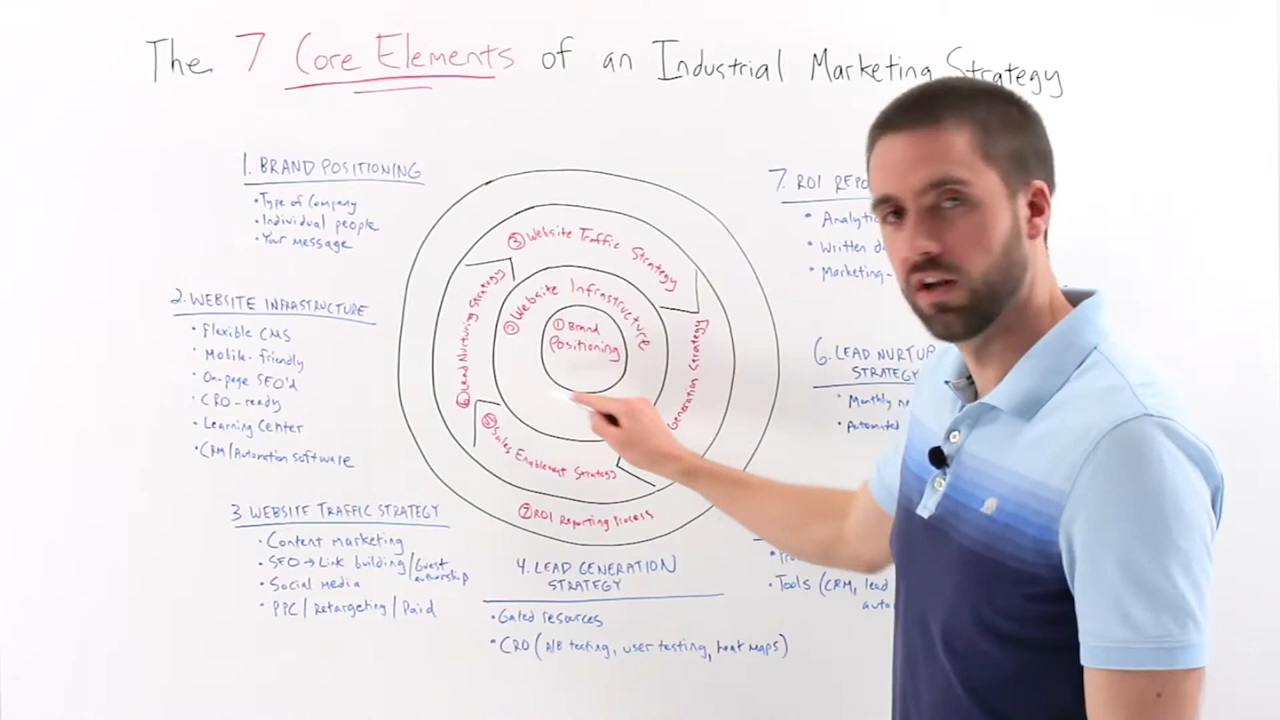 The 7 Core Elements of an Industrial Marketing Strategy
1. BRAND POSITIONING
• Type of Company
• Individual people
• Your message
2. WEBSITE INFRASTRUCTURE
• Flexible CMS
• Mobile-friendly
• On-page SEO'd
• CRO-ready
• Learning Center
• CRM/Automation software
3. WEBSITE TRAFFIC STRATEGY
• Content marketing
• SEO → Link building/Guest authorship
• Social media
• PPC/retargeting/Paid
① Brand
Positioning
Website Infrastructure
③ Website Traffic Strategy
Generation Strategy
⑤ Sales Enablement Strategy
⑥ Lead Nurturing Strategy
⑦ ROI Reporting Process
4. LEAD GENERATION
STRATEGY
• Gated resources
• CRO (A/B testing, user testing, heat maps)
7. ROI REPO
• Analytic
• Written d
• Marketing-
6. LEAD NURTUR
STRATEGY
• Monthly ne
• Automated
• Tools (CRM, lead
auto